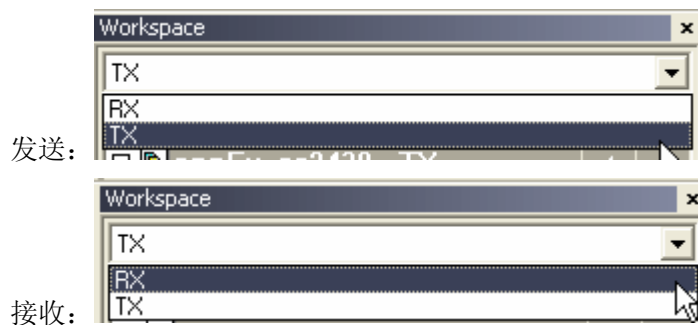 Workspace
TX
RX
发送：TX
Workspace
TX
RX
接收：TX